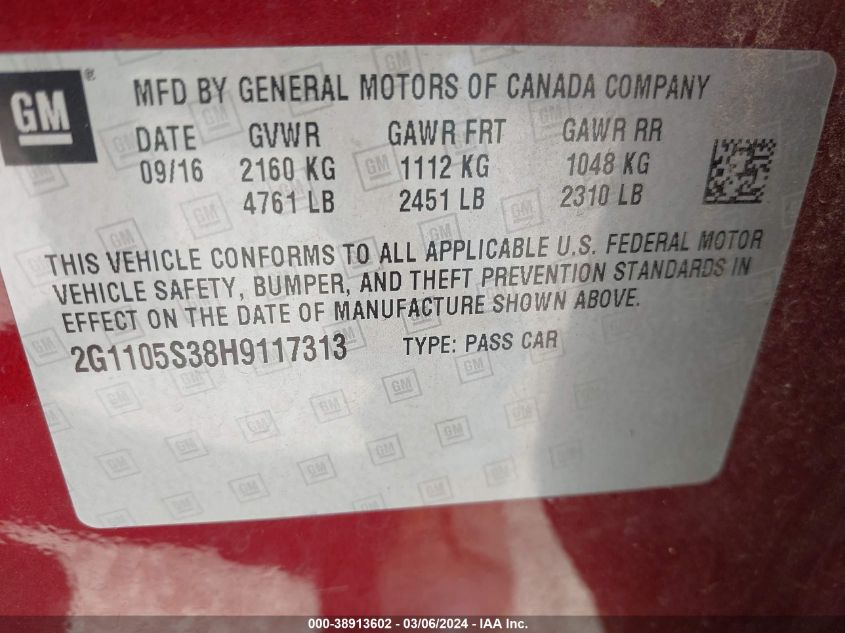 GM ®
MFD BY GENERAL MOTORS OF CANADA COMPANY
DATE GVWR GAWR FRT GAWR RR
09/16 2160 KG 1112 KG 1048 KG
4761 LB 2451 LB 2310 LB
THIS VEHICLE CONFORMS TO ALL APPLICABLE U.S. FEDERAL MOTOR
VEHICLE SAFETY, BUMPER, AND THEFT PREVENTION STANDARDS IN
EFFECT ON THE DATE OF MANUFACTURE SHOWN ABOVE.
2G1105S38H9117313 TYPE: PASS CAR
000-38913602 - 03/06/2024 - IAA Inc.